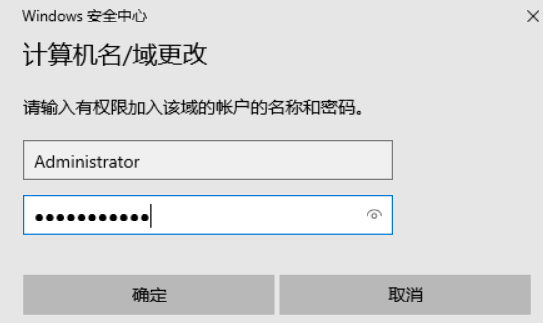 Windows 安全中心
计算机名/域更改
请输入有权限加入该域的帐户的名称和密码。
Administrator
●●●●●●●●●●●
确定 取消